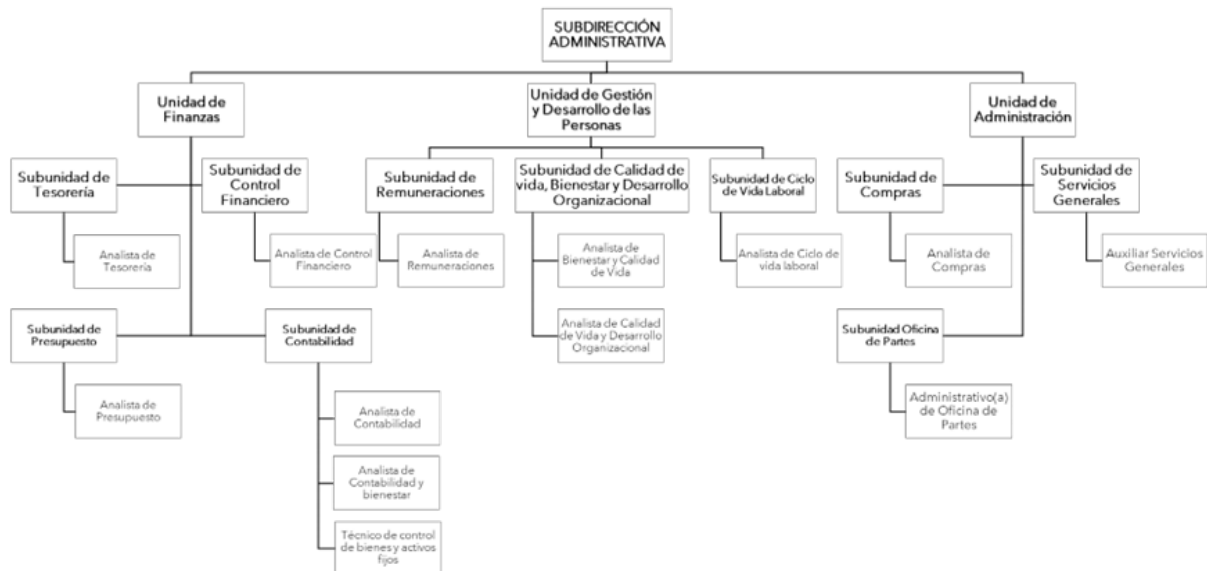 SUBDIRECCIÓN
ADMINISTRATIVA
Unidad de
Finanzas
Unidad de Gestión
y Desarrollo de las
Personas
Unidad de
Administración
Subunidad de
Tesorería
Subunidad de
Control
Financiero
Subunidad de
Remuneraciones
Subunidad de Calidad de
vida, Bienestar y Desarrollo
Organizacional
Subunidad de Ciclo
de Vida Laboral
Subunidad de
Compras
Subunidad de
Servicios
Generales
Analista de
Tesorería
Analista de Control
Financiero
Analista de
Remuneraciones
Analista de
Bienestar y Calidad
de Vida
Analista de Ciclo de
vida laboral
Analista de
Compras
Auxiliar Servicios
Generales
Subunidad de
Presupuesto
Subunidad de
Contabilidad
Analista de Calidad
de Vida y Desarrollo
Organizacional
Subunidad Oficina
de Partes
Analista de
Presupuesto
Analista de
Contabilidad
Administrativo(a)
de Oficina de
Partes
Analista de
Contabilidad y
bienestar
Técnico de control
de bienes y activos
fijos